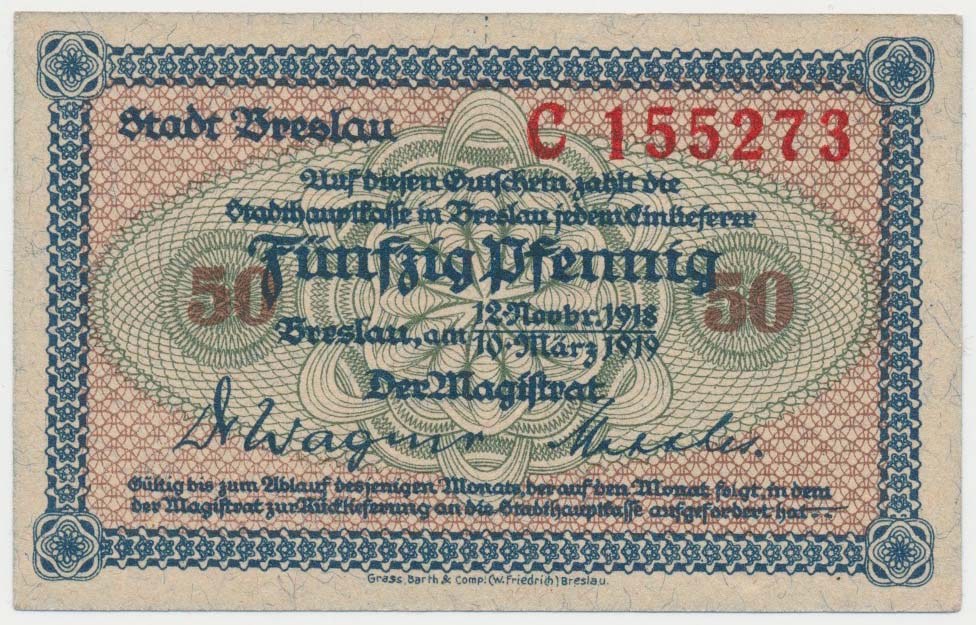 Stadt Breslau
C 155273
Auf diesen Gutschein zahlt die
Stadthauptkasse in Breslau jedem Einlieferer
Fünfzig Pfennig
50
50
Breslau, am 12. Novbr. 1918
10. März 1919
Der Magistrat
Dr Wagner
Gültig bis zum Ablauf desjenigen Monats, der auf den Monat folgt, in dem
der Magistrat zur Rücklieferung an die Stadthauptkasse aufgefordert hat
Grass, Barth & Comp. (W. Friedrich) Breslau.